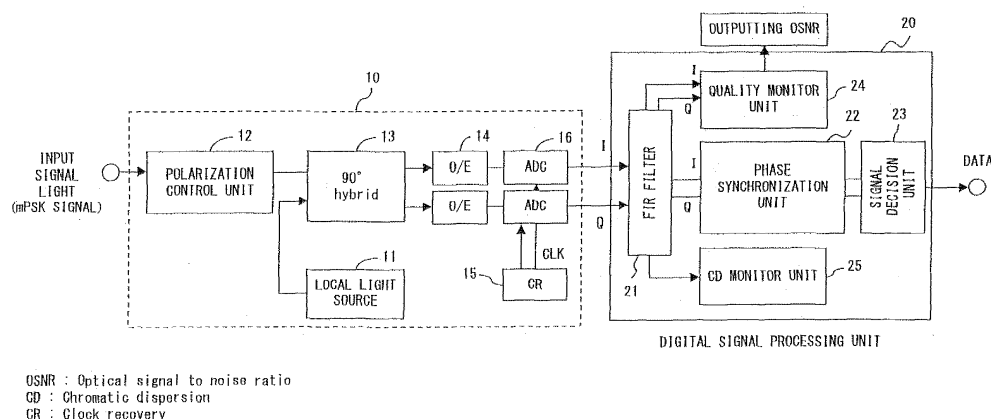 OUTPUTTING OSNR
20
10
I
QUALITY MONITOR
UNIT
24
Q
12
13
14
16
22
23
INPUT
SIGNAL
LIGHT
(mPSK SIGNAL)
POLARIZATION
CONTROL UNIT
90°
hybrid
O/E
ADC
I
FIR FILTER
I
Q
PHASE
SYNCHRONIZATION
UNIT
SIGNAL
DECISION
UNIT
DATA
O/E
ADC
Q
11
LOCAL LIGHT
SOURCE
15
CLK
CR
21
CD MONITOR UNIT
25
DIGITAL SIGNAL PROCESSING UNIT
OSNR : Optical signal to noise ratio
CD : Chromatic dispersion
CR : Clock recovery